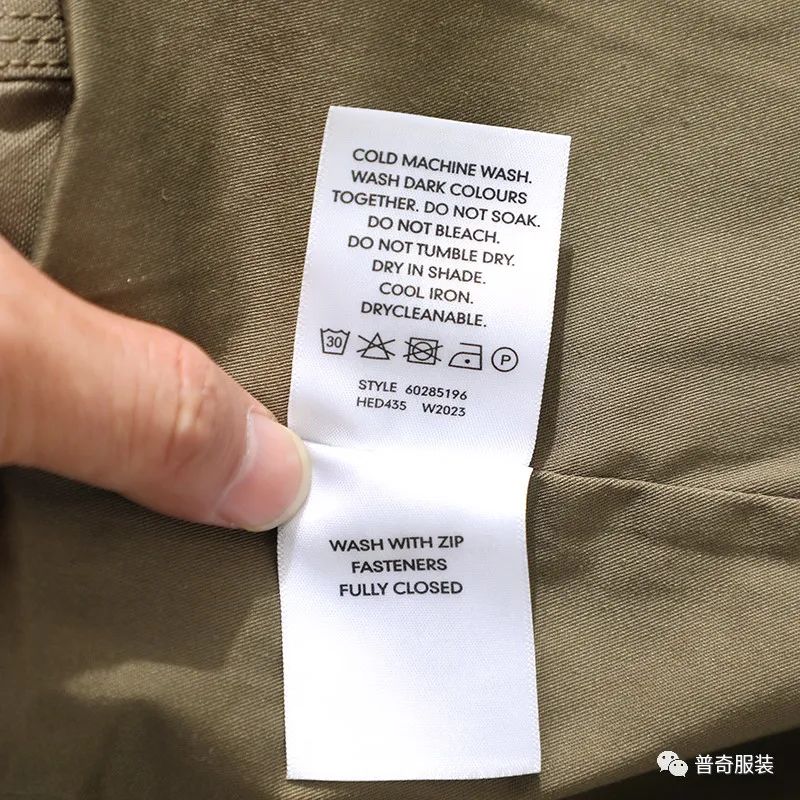 COLD MACHINE WASH.
WASH DARK COLOURS
TOGETHER. DO NOT SOAK.
DO NOT BLEACH.
DO NOT TUMBLE DRY.
DRY IN SHADE.
COOL IRON.
DRYCLEANABLE.
30 P
STYLE 60285196
HED435 W2023
WASH WITH ZIP
FASTENERS
FULLY CLOSED
普奇服装